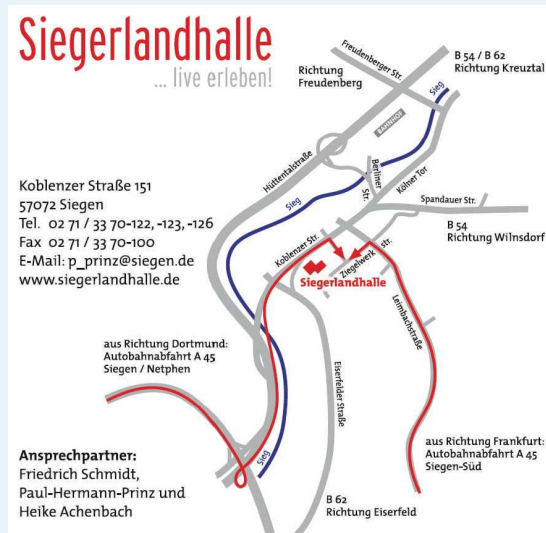 Siegerlandhalle
... live erleben!
Freudenberger Str.
B 54 / B 62
Richtung Kreuztal
Richtung
Freudenberg
Sieg
BAHNHOF
Hüttentalstraße
Berliner
Str.
Kölner Tor
Koblenzer Straße 151
57072 Siegen
Tel. 02 71 / 33 70-122, -123, -126
Fax 02 71 / 33 70-100
E-Mail: p_prinz@siegen.de
www.siegerlandhalle.de
Sieg
Spandauer Str.
B 54
Richtung Wilnsdorf
Koblenzer Str.
Ziegelwerk
str.
Siegerlandhalle
Leimbachstraße
aus Richtung Dortmund:
Autobahnabfahrt A 45
Siegen / Netphen
Eiserfelder Straße
aus Richtung Frankfurt:
Autobahnabfahrt A 45
Siegen-Süd
Ansprechpartner:
Friedrich Schmidt,
Paul-Hermann-Prinz und
Heike Achenbach
Sieg
B 62
Richtung Eiserfeld